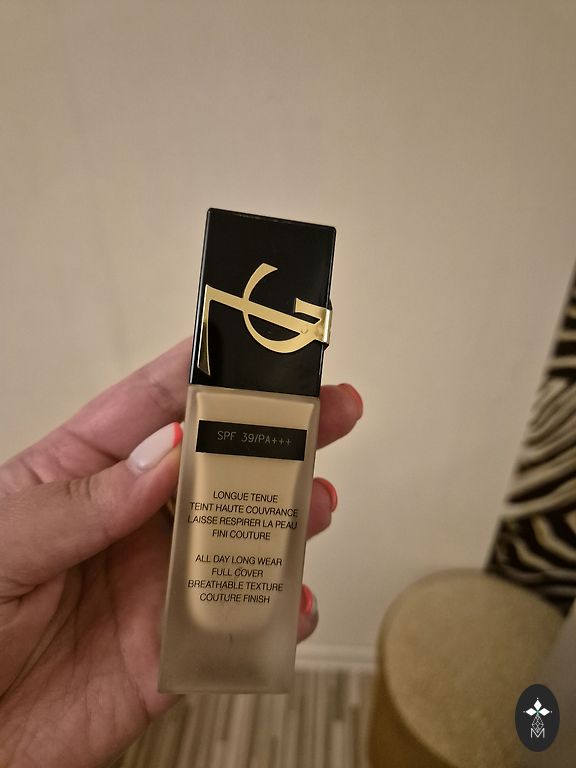 SPF 39/PA+++
LONGUE TENUE
TEINT HAUTE COUVRANCE
LAISSE RESPIRER LA PEAU
FINI COUTURE
ALL DAY LONG WEAR
FULL COVER
BREATHABLE TEXTURE
COUTURE FINISH
M